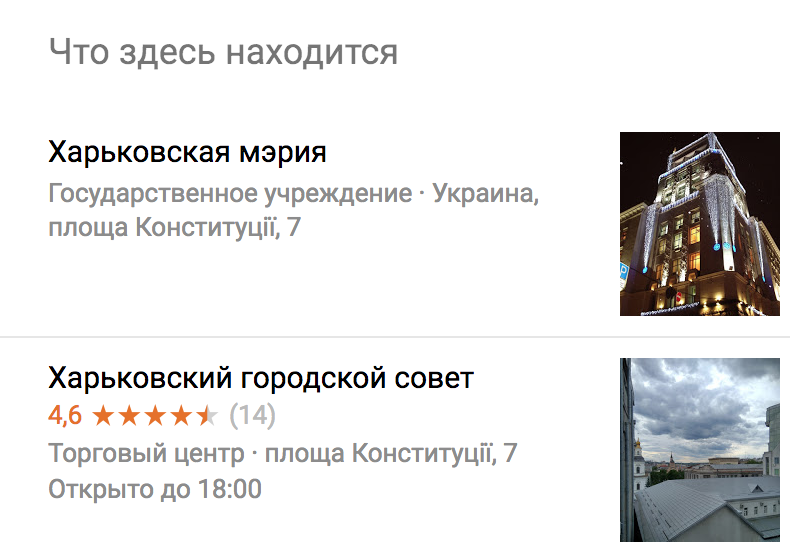 Что здесь находится
Харьковская мэрия
Государственное учреждение · Украина,
площа Конституції, 7
Харьковский городской совет
4,6 ★★★★★ (14)
Торговый центр · площа Конституції, 7
Открыто до 18:00